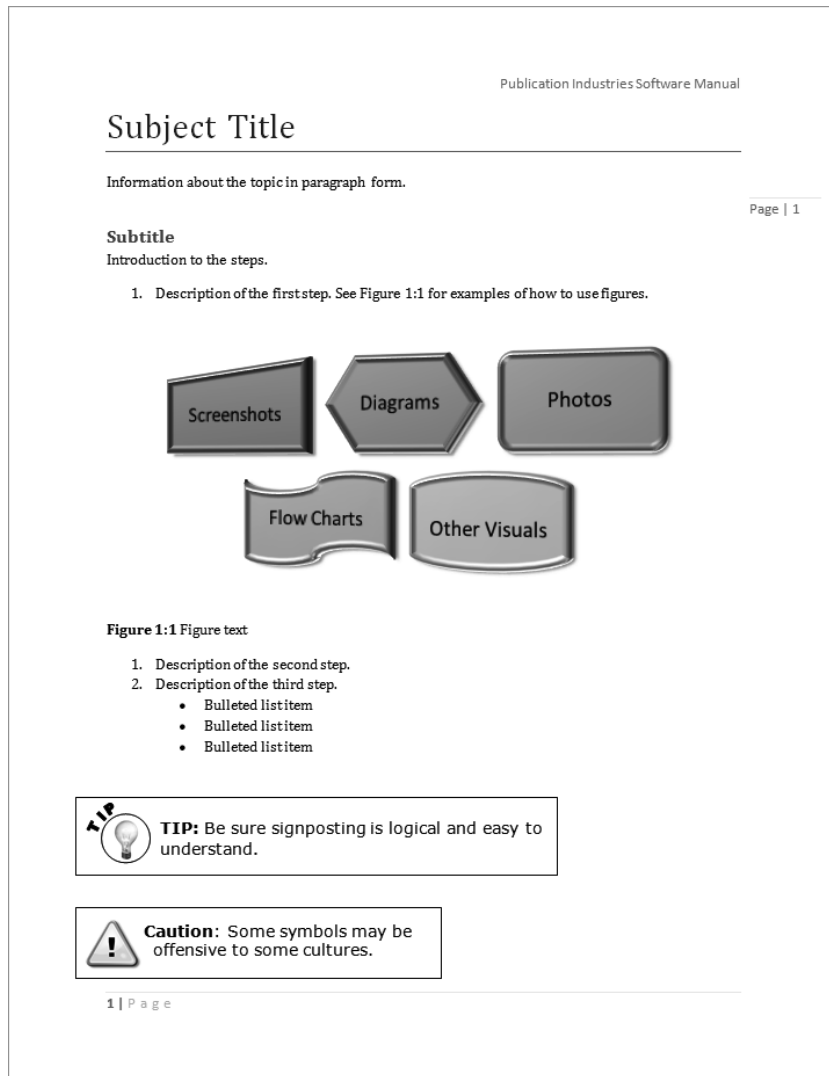 Publication Industries Software Manual
Subject Title
Information about the topic in paragraph form.
Page | 1
Subtitle
Introduction to the steps.
1. Description of the first step. See Figure 1:1 for examples of how to use figures.
Screenshots
Diagrams
Photos
Flow Charts
Other Visuals
Figure 1:1 Figure text
1. Description of the second step.
2. Description of the third step.
• Bulleted list item
• Bulleted list item
• Bulleted list item
TIP
TIP: Be sure signposting is logical and easy to
understand.
!
Caution: Some symbols may be
offensive to some cultures.
1 | Page